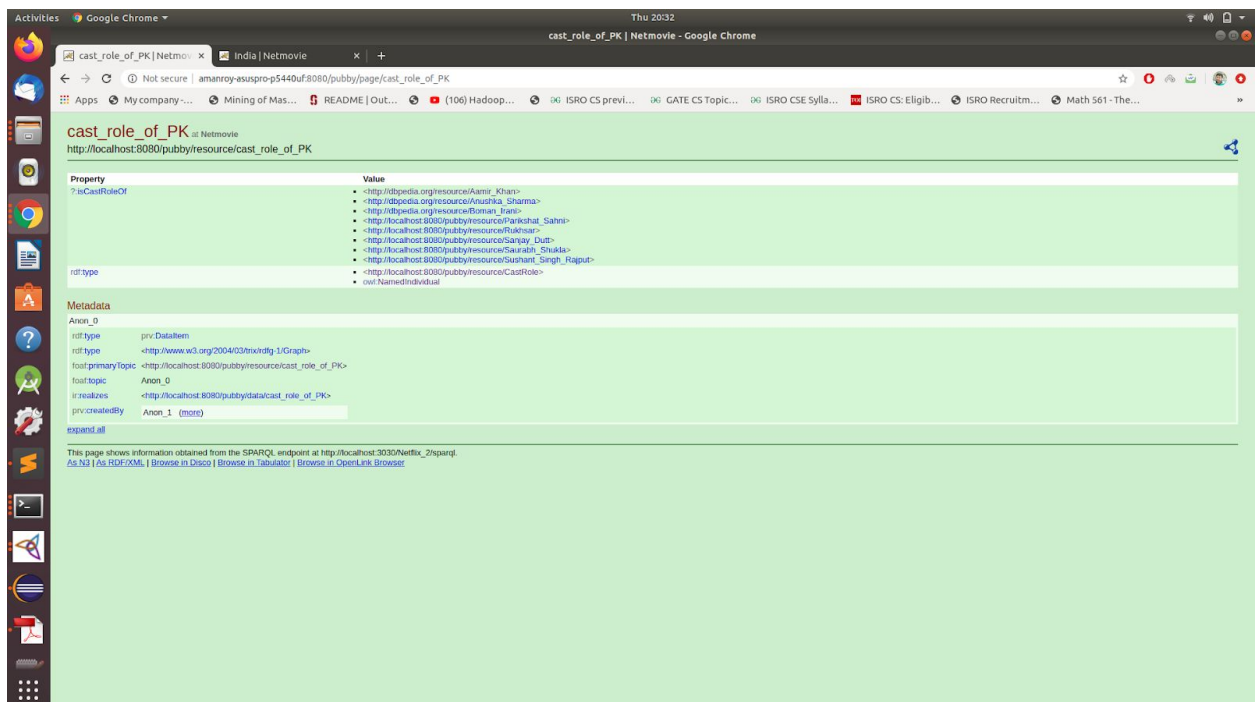 Activities Google Chrome Thu 20:32
cast_role_of_PK | Netmovie - Google Chrome
cast_role_of_PK | Netmov × India | Netmovie × +
Not secure | amanroy-asuspro-p5440uf:8080/pubby/page/cast_role_of_PK
Apps My company -... Mining of Mas... README | Out... (106) Hadoop... ISRO CS previ... GATE CS Topic... ISRO CSE Sylla... ISRO CS: Eligib... ISRO Recruitm... Math 561 - The... »
cast_role_of_PK at Netmovie
http://localhost:8080/pubby/resource/cast_role_of_PK
Property Value
?:isCastRoleOf ▪ <http://dbpedia.org/resource/Aamir_Khan>
▪ <http://dbpedia.org/resource/Anushka_Sharma>
▪ <http://dbpedia.org/resource/Boman_Irani>
▪ <http://localhost:8080/pubby/resource/Parikshat_Sahni>
▪ <http://localhost:8080/pubby/resource/Rukhsar>
▪ <http://localhost:8080/pubby/resource/Sanjay_Dutt>
▪ <http://localhost:8080/pubby/resource/Saurabh_Shukla>
▪ <http://localhost:8080/pubby/resource/Sushant_Singh_Rajput>
rdf:type ▪ <http://localhost:8080/pubby/resource/CastRole>
▪ owl:NamedIndividual
Metadata
Anon_0
rdf:type prv:DataItem
rdf:type <http://www.w3.org/2004/03/trix/rdfg-1/Graph>
foaf:primaryTopic <http://localhost:8080/pubby/resource/cast_role_of_PK>
foaf:topic Anon_0
ir:realizes <http://localhost:8080/pubby/data/cast_role_of_PK>
prv:createdBy Anon_1 (more)
expand all
This page shows information obtained from the SPARQL endpoint at http://localhost:3030/Netflix_2/sparql.
As N3 | As RDF/XML | Browse in Disco | Browse in Tabulator | Browse in OpenLink Browser